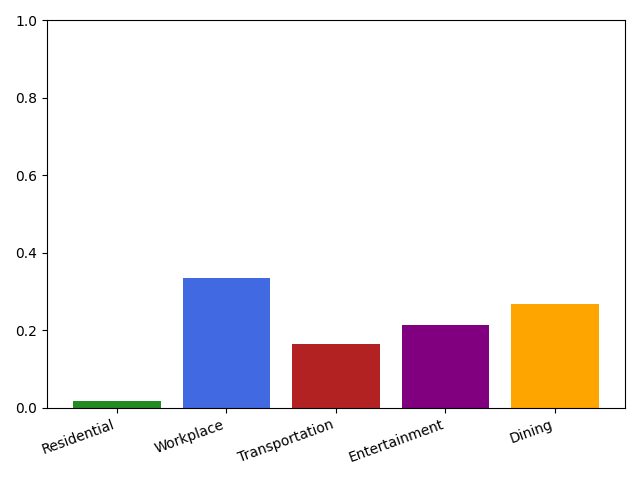 1.0
0.8
0.6
0.4
0.2
0.0
Residential
Workplace
Transportation
Entertainment
Dining